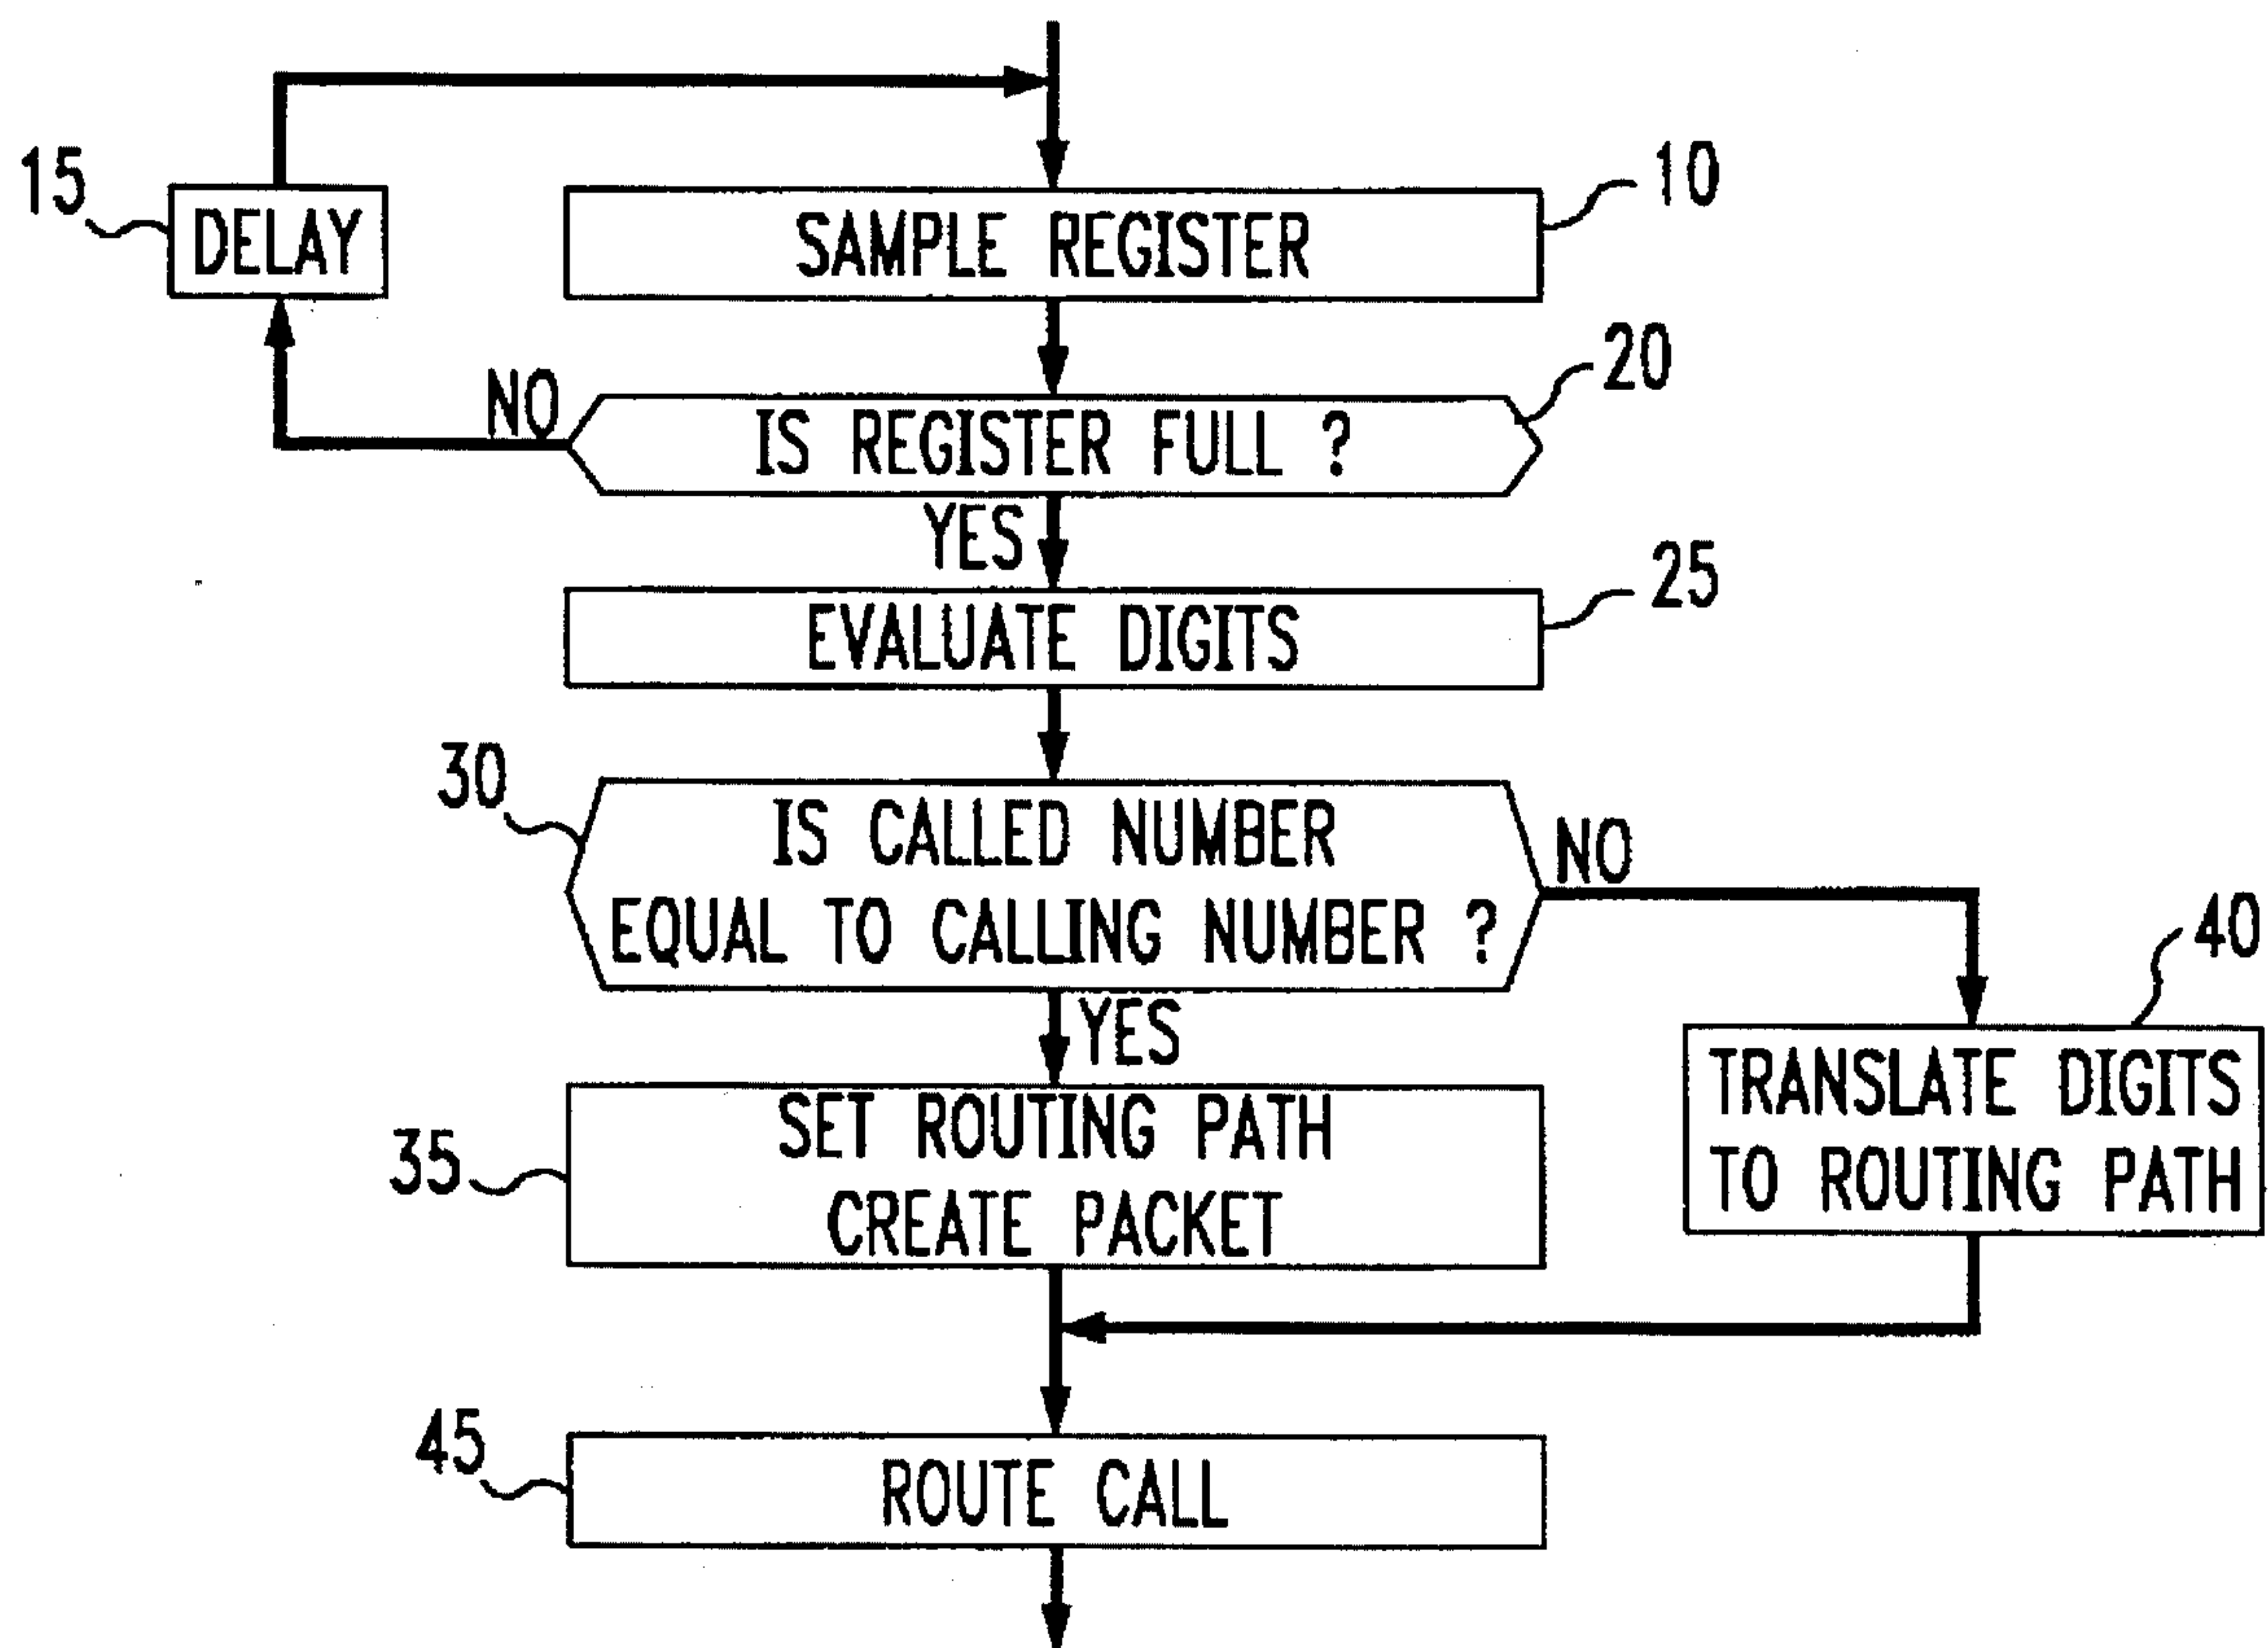 15
DELAY
SAMPLE REGISTER
10
NO
IS REGISTER FULL ?
20
YES
EVALUATE DIGITS
25
30
IS CALLED NUMBER
EQUAL TO CALLING NUMBER ?
NO
YES
40
TRANSLATE DIGITS
TO ROUTING PATH
35
SET ROUTING PATH
CREATE PACKET
45
ROUTE CALL